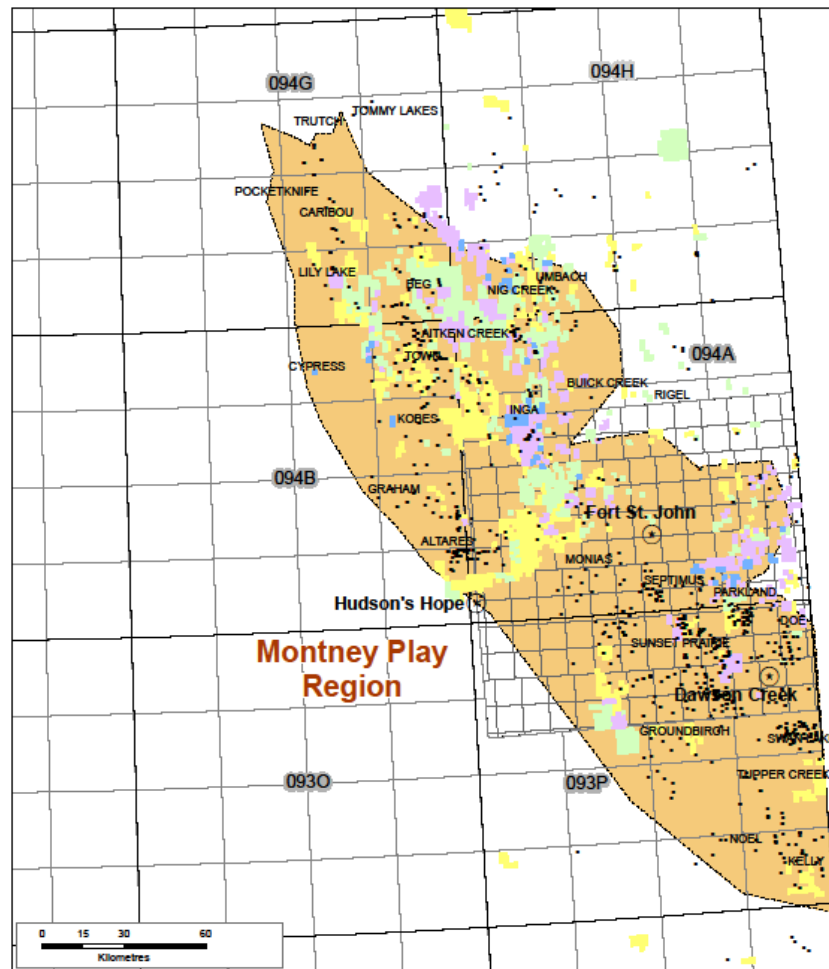 094G
094H
TOMMY LAKES
TRUTCH
POCKETKNIFE
CARIBOU
LILY LAKE
BEG
UMBACH
NIG CREEK
AITKEN CREEK
TOWN
094A
CYPRESS
BUICK CREEK
RIGEL
INGA
KOBES
094B
GRAHAM
Fort St. John
ALTARES
MONIAS
SEPTIMUS
PARKLAND
Hudson's Hope
DOE
SUNSET PRAIRIE
Montney Play
Region
Dawson Creek
GROUNDBIRCH
SWAN LAK
TUPPER CREEK
093O
093P
NOEL
KELLY
0 15 30 60
Kilometres